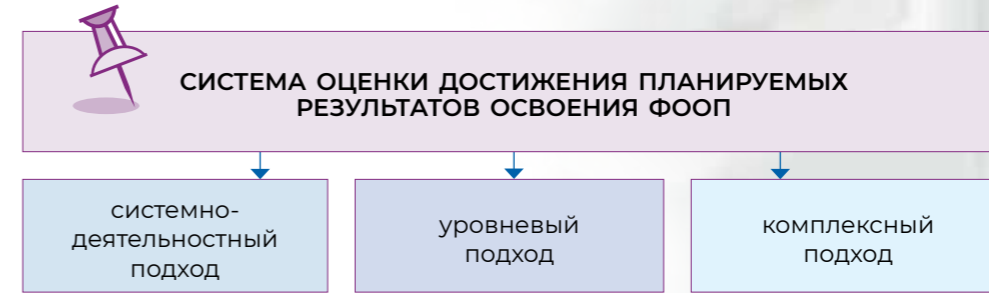 СИСТЕМА ОЦЕНКИ ДОСТИЖЕНИЯ ПЛАНИРУЕМЫХ
РЕЗУЛЬТАТОВ ОСВОЕНИЯ ФООП
системно-
деятельностный
подход
уровневый
подход
комплексный
подход